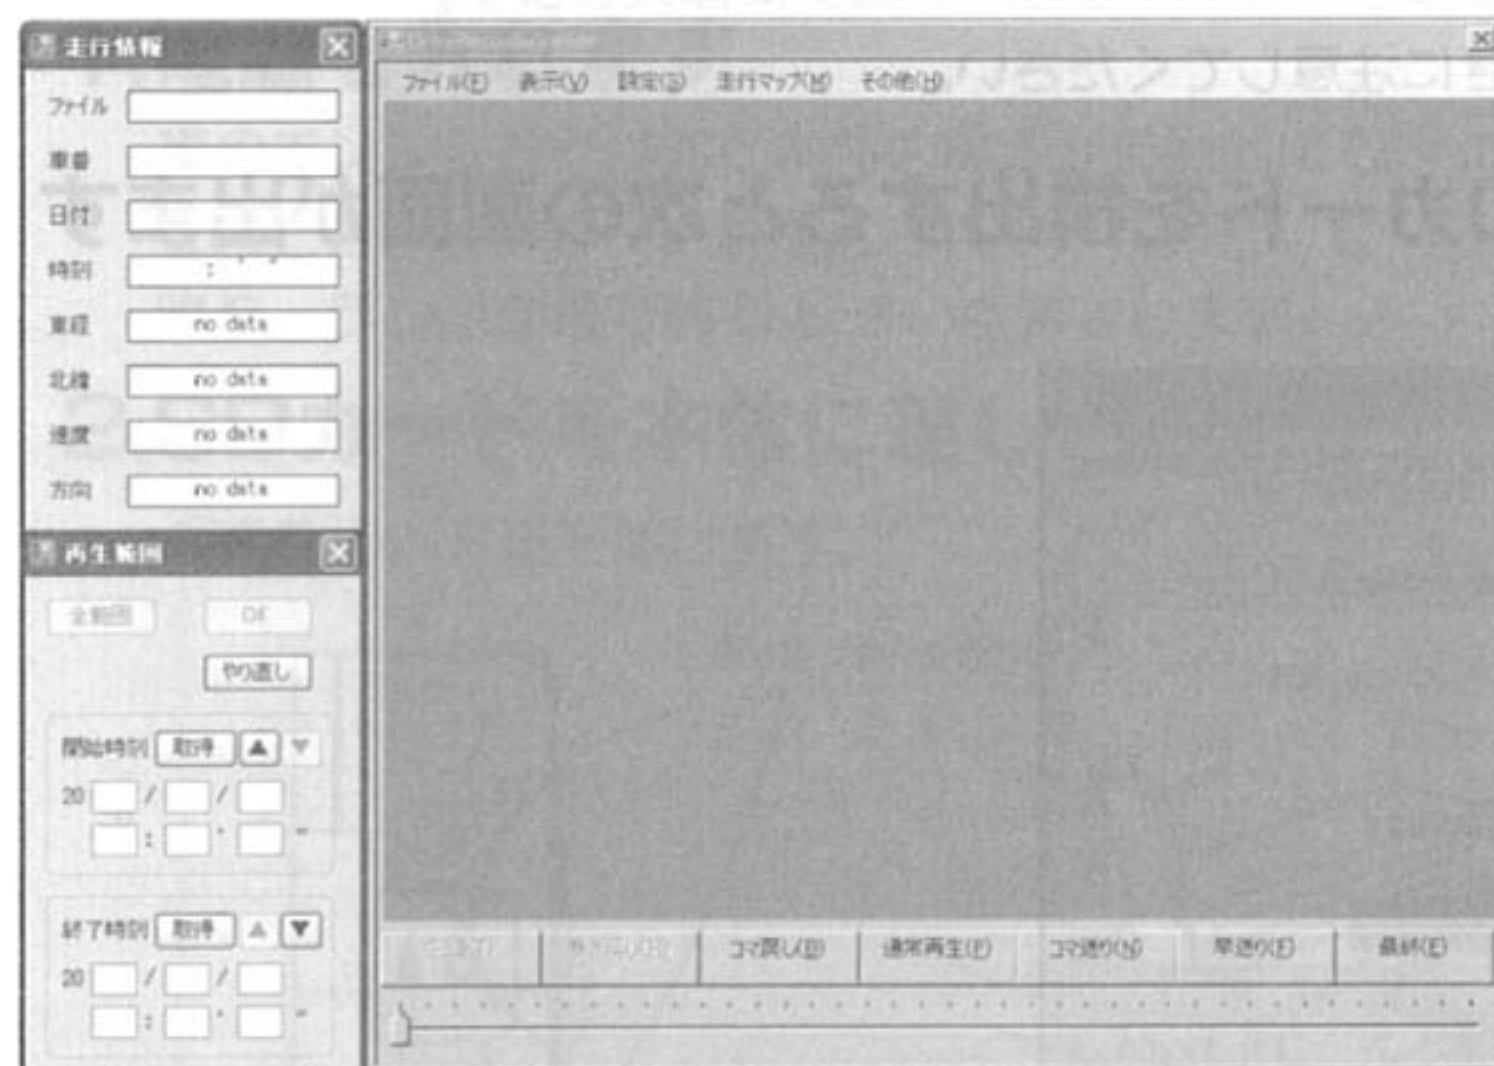 走行情報
ファイル
車番
日付
時刻 : ' "
東経 no data
北緯 no data
速度 no data
方向 no data
再生範囲
全範囲 OK
やり直し
開始時刻 取得 ▲ ▼
20 / /
: ' "
終了時刻 取得 ▲ ▼
20 / /
: ' "
ファイル(F) 表示(V) 設定(S) 走行マップ(M) その他(H)
コマ戻し(B) 通常再生(P) コマ送り(N) 早送り(F) 最終(E)